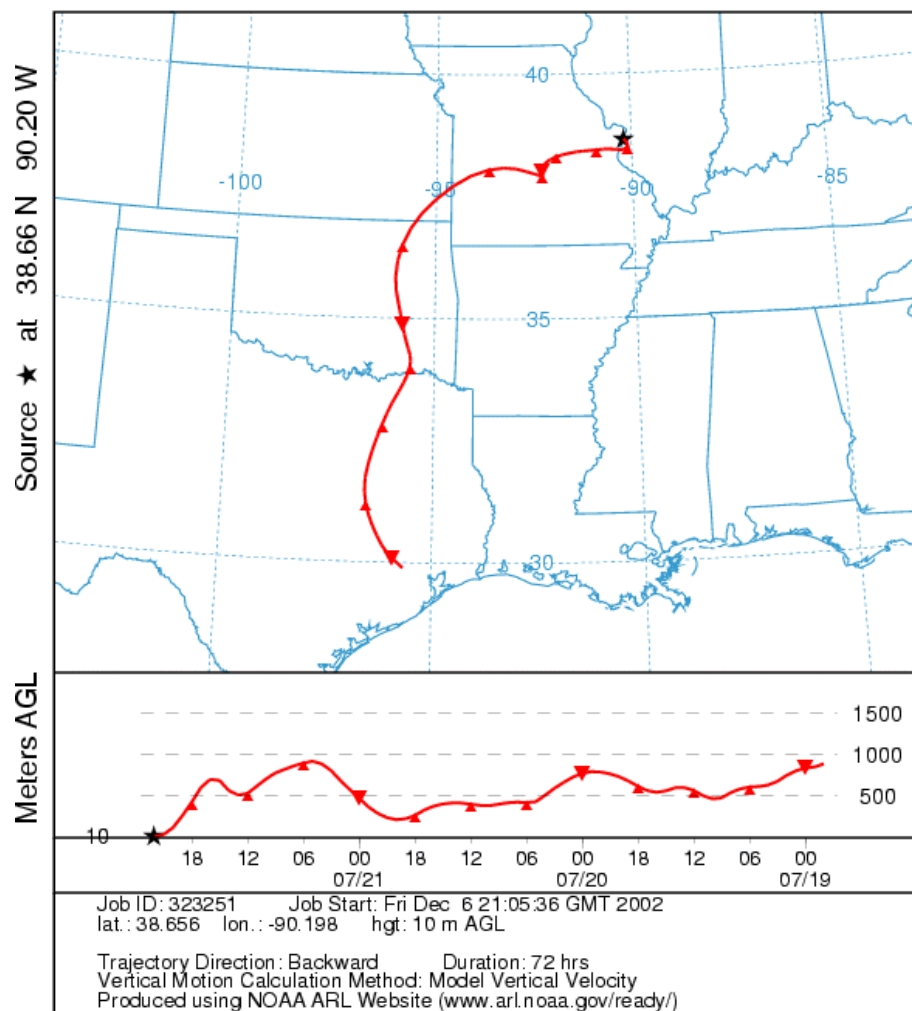 Source ★ at 38.66 N 90.20 W
40
-100
-95
-90
-85
35
30
Meters AGL
1500
1000
500
10
18 12 06 00 18 12 06 00 18 12 06 00
07/21 07/20 07/19
Job ID: 323251 Job Start: Fri Dec 6 21:05:36 GMT 2002
lat.: 38.656 lon.: -90.198 hgt: 10 m AGL
Trajectory Direction: Backward Duration: 72 hrs
Vertical Motion Calculation Method: Model Vertical Velocity
Produced using NOAA ARL Website (www.arl.noaa.gov/ready/)